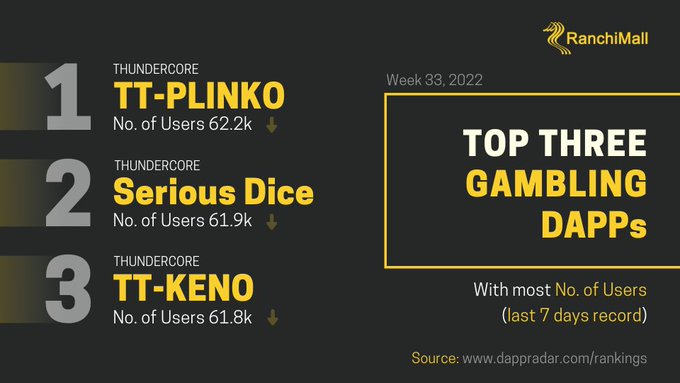 RanchiMall
Week 33, 2022
TOP THREE
GAMBLING
DAPPs
With most No. of Users
(last 7 days record)
Source: www.dappradar.com/rankings
1
THUNDERCORE
TT-PLINKO
No. of Users 62.2k
2
THUNDERCORE
Serious Dice
No. of Users 61.9k
3
THUNDERCORE
TT-KENO
No. of Users 61.8k